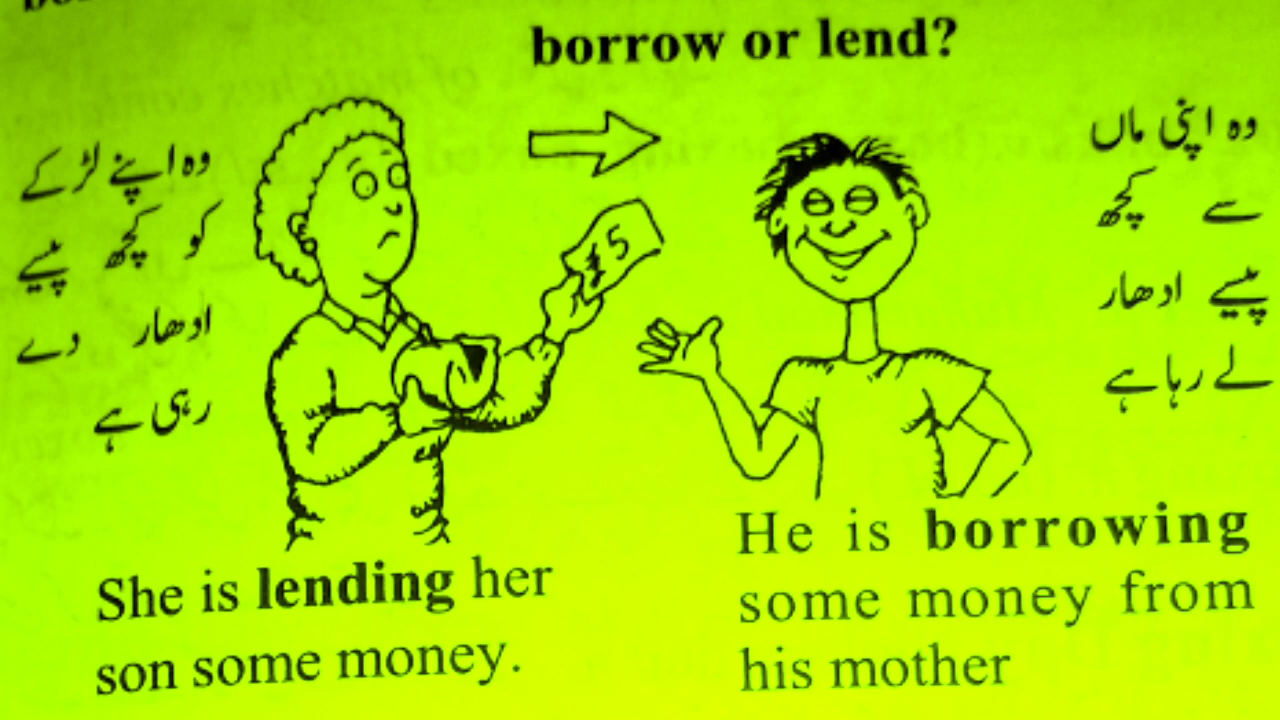 borrow or lend?
وہ اپنے لڑکے
کو کچھ پیسے
ادھار دے
رہی ہے
£5
وہ اپنی ماں
سے کچھ
پیسے ادھار
لے رہا ہے
She is lending her
son some money.
He is borrowing
some money from
his mother